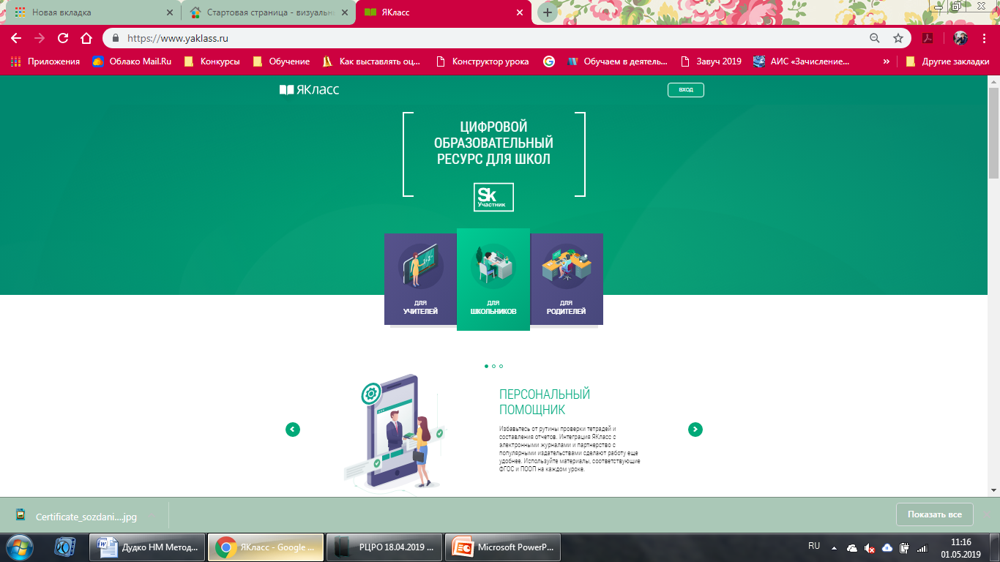 Новая вкладка
Стартовая страница - визуальн
ЯКласс
https://www.yaklass.ru
Приложения
Облако Mail.Ru
Конкурсы
Обучение
Как выставлять оц...
Конструктор урока
Обучаем в деятель...
Завуч 2019
АИС «Зачисление...
»
Другие закладки
ЯКласс
ВХОД
ЦИФРОВОЙ
ОБРАЗОВАТЕЛЬНЫЙ
РЕСУРС ДЛЯ ШКОЛ
Sk
Участник
ДЛЯ
УЧИТЕЛЕЙ
ДЛЯ
ШКОЛЬНИКОВ
ДЛЯ
РОДИТЕЛЕЙ
ПЕРСОНАЛЬНЫЙ
ПОМОЩНИК
Избавьтесь от рутины проверки тетрадей и
составления отчетов. Интеграция ЯКласс с
электронными журналами и партнерство с
популярными издательствами сделают работу еще
удобнее. Используйте материалы, соответствующие
ФГОС и ПООП на каждом уроке.
Certificate_sozdani....jpg
Показать все
Дудко НМ Метод...
ЯКласс - Google ...
РЦРО 18.04.2019 ...
Microsoft PowerP...
RU
11:16
01.05.2019